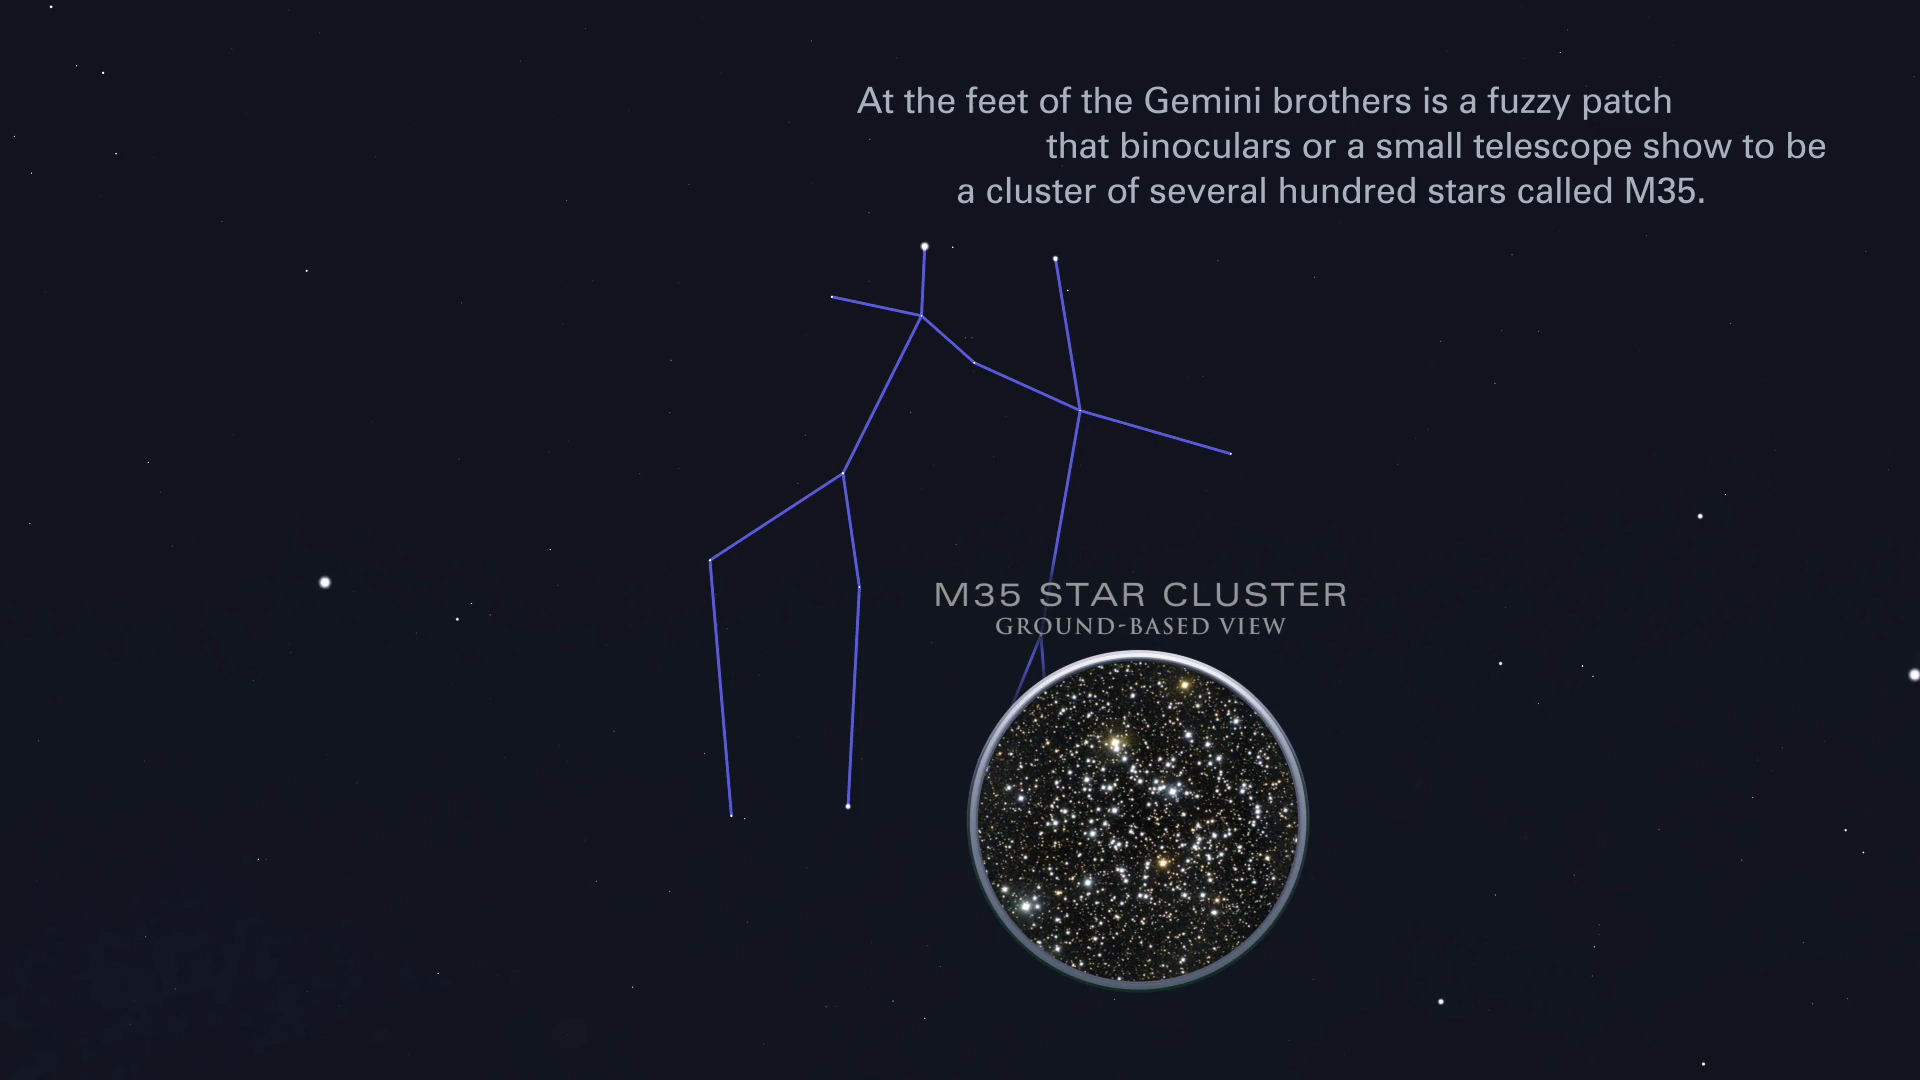 At the feet of the Gemini brothers is a fuzzy patch
that binoculars or a small telescope show to be
a cluster of several hundred stars called M35.
M35 STAR CLUSTER
GROUND-BASED VIEW